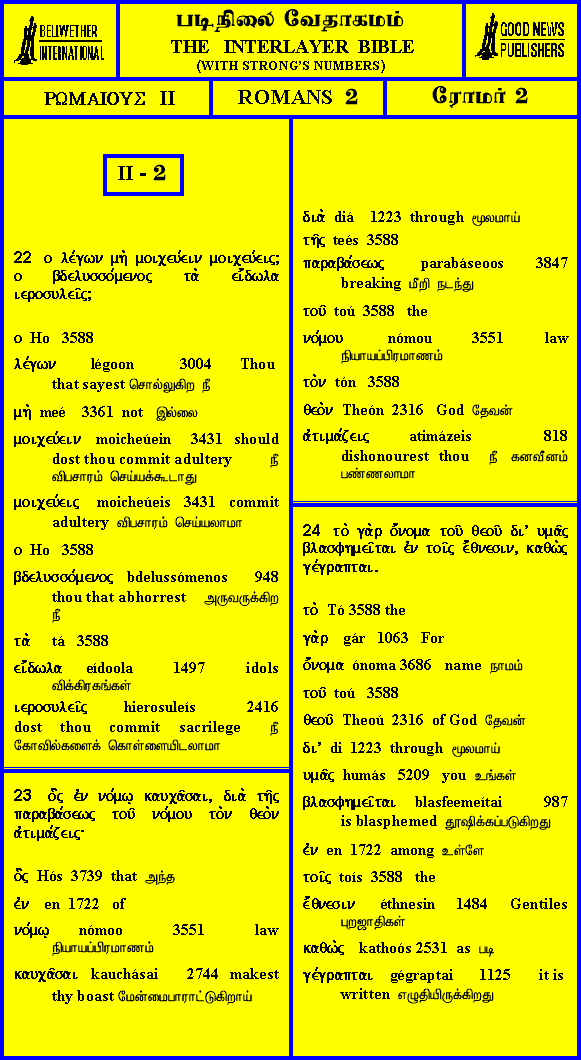 BELLWETHER
INTERNATIONAL
படிநிலை வேதாகமம்
THE INTERLAYER BIBLE
(WITH STRONG'S NUMBERS)
GOOD NEWS
PUBLISHERS
ΡΩΜΑΙΟΥΣ II
ROMANS 2
ரோமர் 2
II - 2
22 ο λέγων μὴ μοιχεύειν μοιχεύεις;
ο βδελυσσόμενος τὰ εἴδωλα
ιεροσυλεῖς;
ο Ho 3588
λέγων légoon 3004 Thou
that sayest சொல்லுகிற நீ
μὴ meé 3361 not இல்லை
μοιχεύειν moicheúein 3431 should
dost thou commit adultery நீ
விபசாரம் செய்யக்கூடாது
μοιχεύεις moicheúeis 3431 commit
adultery விபசாரம் செய்யலாமா
ο Ho 3588
βδελυσσόμενος bdelussómenos 948
thou that abhorrest அருவருக்கிற
நீ
τὰ tá 3588
εἴδωλα eídoola 1497 idols
விக்கிரகங்கள்
ιεροσυλεῖς hierosuleís 2416
dost thou commit sacrilege நீ
கோவில்களைக் கொள்ளையிடலாமா
23 ὃς ἐν νόμῳ καυχᾶσαι, διὰ τῆς
παραβάσεως τοῦ νόμου τὸν θεὸν
ἀτιμάζεις·
ὃς Hós 3739 that அந்த
ἐν en 1722 of
νόμῳ nómoo 3551 law
நியாயப்பிரமாணம்
καυχᾶσαι kauchásai 2744 makest
thy boast மேன்மைபாராட்டுகிறாய்
διὰ diá 1223 through மூலமாய்
τῆς teés 3588
παραβάσεως parabáseoos 3847
breaking மீறி நடந்து
τοῦ toú 3588 the
νόμου nómou 3551 law
நியாயப்பிரமாணம்
τὸν tón 3588
θεὸν Theón 2316 God தேவன்
ἀτιμάζεις atimázeis 818
dishonourest thou நீ கனவீனம்
பண்ணலாமா
24 τὸ γὰρ ὄνομα τοῦ θεοῦ δι' υμᾶς
βλασφημεῖται ἐν τοῖς ἔθνεσιν, καθὼς
γέγραπται.
τὸ Tó 3588 the
γὰρ gár 1063 For
ὄνομα ónoma 3686 name நாமம்
τοῦ toú 3588
θεοῦ Theoú 2316 of God தேவன்
δι' di 1223 through மூலமாய்
υμᾶς humás 5209 you உங்கள்
βλασφημεῖται blasfeemeítai 987
is blasphemed தூஷிக்கப்படுகிறது
ἐν en 1722 among உள்ளே
τοῖς toís 3588 the
ἔθνεσιν éthnesin 1484 Gentiles
புறஜாதிகள்
καθὼς kathoós 2531 as படி
γέγραπται gégraptai 1125 it is
written எழுதியிருக்கிறது